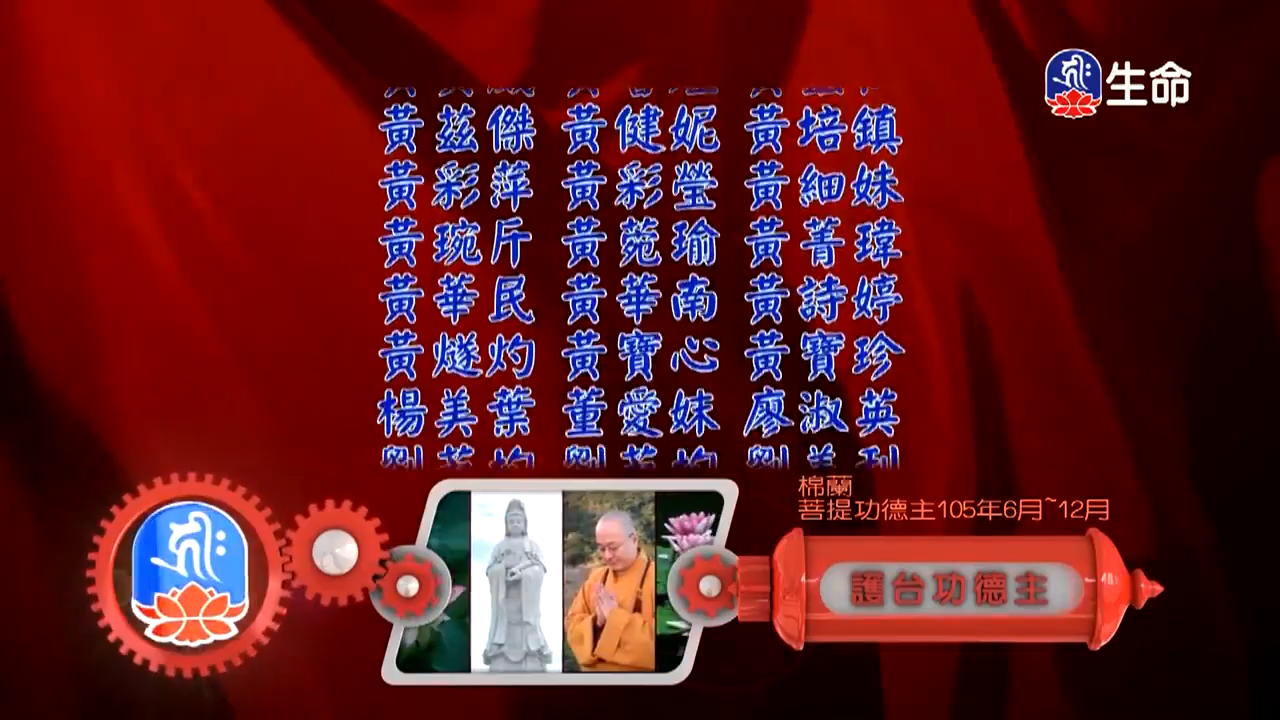 生命
黃茲傑 黃健妮 黃培鎮
黃彩萍 黃彩瑩 黃細妹
黃琬斤 黃菀瑜 黃菁瑋
黃華民 黃華南 黃詩婷
黃燧灼 黃寶心 黃寶珍
楊美葉 董愛妹 廖淑英
棉蘭
菩提功德主105年6月~12月
護台功德主